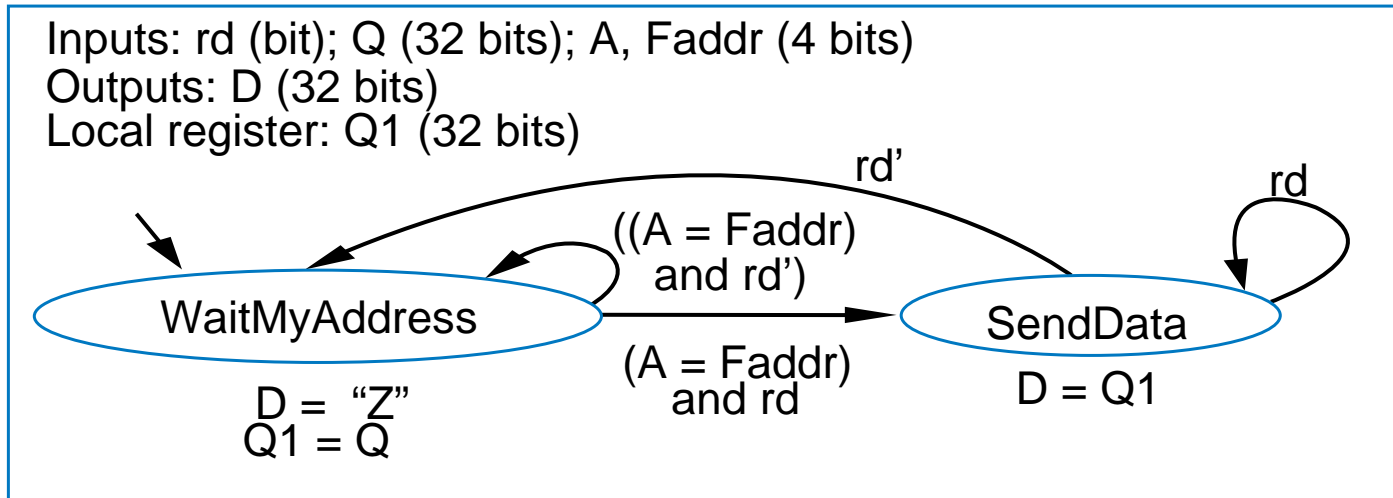 Inputs: rd (bit); Q (32 bits); A, Faddr (4 bits)
Outputs: D (32 bits)
Local register: Q1 (32 bits)
rd’
rd
((A = Faddr)
and rd’)
WaitMyAddress
SendData
(A = Faddr)
and rd
D = “Z”
Q1 = Q
D = Q1